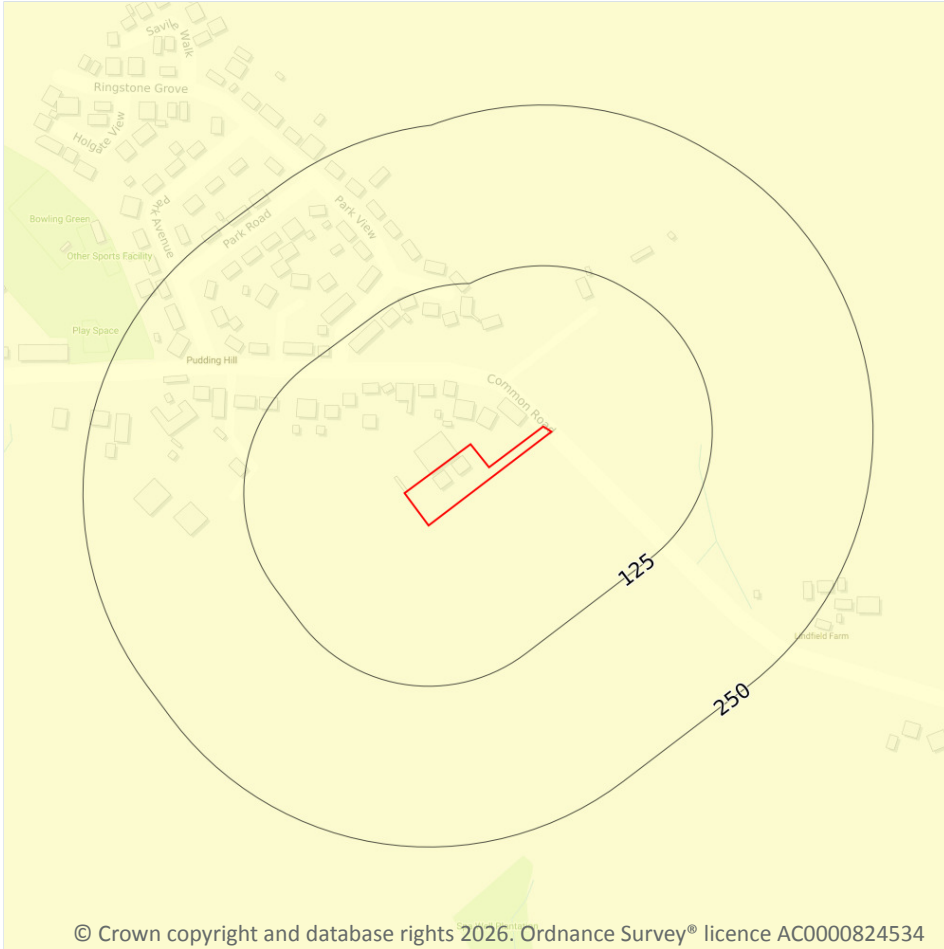 Savile
Walk
Ringstone Grove
Holgate View
Park Avenue
Park Road
Park View
Bowling Green
Other Sports Facility
Play Space
Pudding Hill
Common Road
125
250
Lindfield Farm
© Crown copyright and database rights 2026. Ordnance Survey® licence AC0000824534